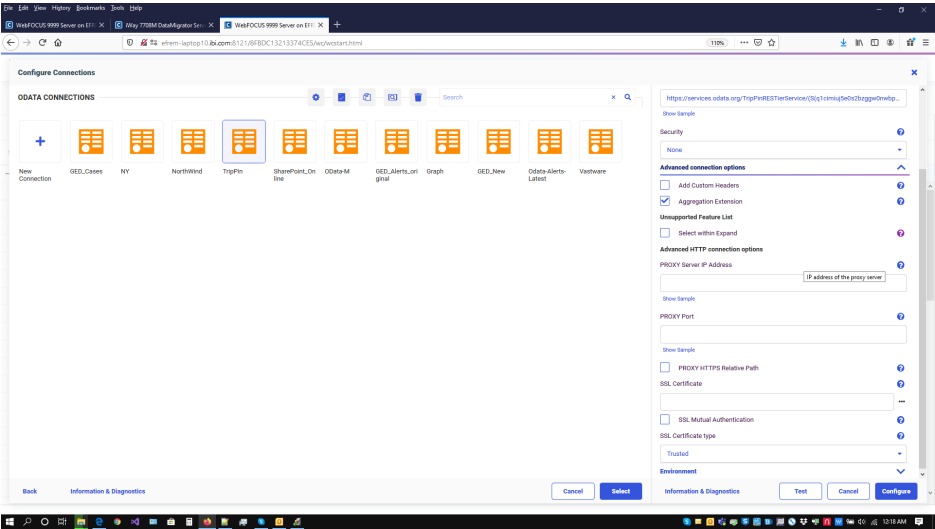 File Edit View History Bookmarks Tools Help
WebFOCUS 9999 Server on EFR
iWay 7708M DataMigrator Serv
WebFOCUS 9999 Server on EFR
efrem-laptop10.ibi.com:8121/8FBDC13213374CE5/wc/wcstart.html
110%
Configure Connections
ODATA CONNECTIONS
Search
New Connection
GED_Cases
NY
NorthWind
TripPin
SharePoint_On line
OData-M
GED_Alerts_ori ginal
Graph
GED_New
Odata-Alerts- Latest
Vastware
https://services.odata.org/TripPinRESTierService/(S(q1cimiuj5e0s2bzggw0nwbp...
Show Sample
Security
None
Advanced connection options
Add Custom Headers
Aggregation Extension
Unsupported Feature List
Select within Expand
Advanced HTTP connection options
PROXY Server IP Address
IP address of the proxy server
Show Sample
PROXY Port
Show Sample
PROXY HTTPS Relative Path
SSL Certificate
SSL Mutual Authentication
SSL Certificate type
Trusted
Environment
Back
Information & Diagnostics
Cancel
Select
Information & Diagnostics
Test
Cancel
Configure
12:18 AM